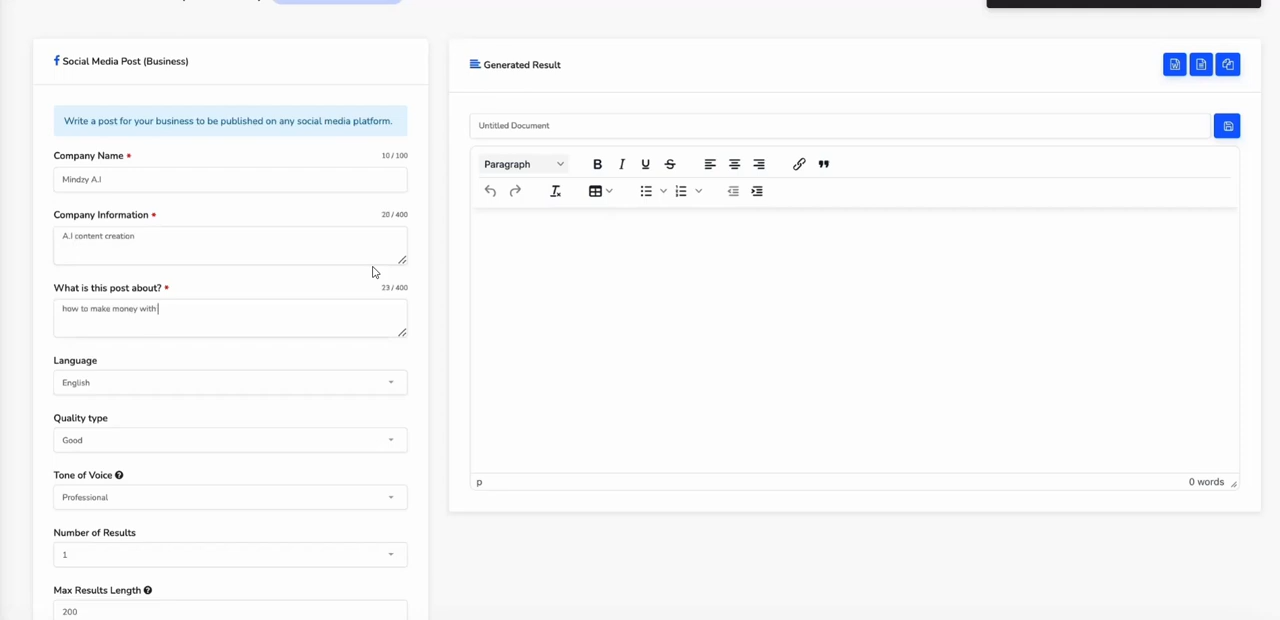 Social Media Post (Business)
Write a post for your business to be published on any social media platform.
Company Name •
10 / 100
Mindzy A.I
Company Information •
20 / 400
A.I content creation
What is this post about? •
23 / 400
how to make money with
Language
English
Quality type
Good
Tone of Voice
Professional
Number of Results
1
Max Results Length
200
Generated Result
Untitled Document
Paragraph
B I U S
p
0 words